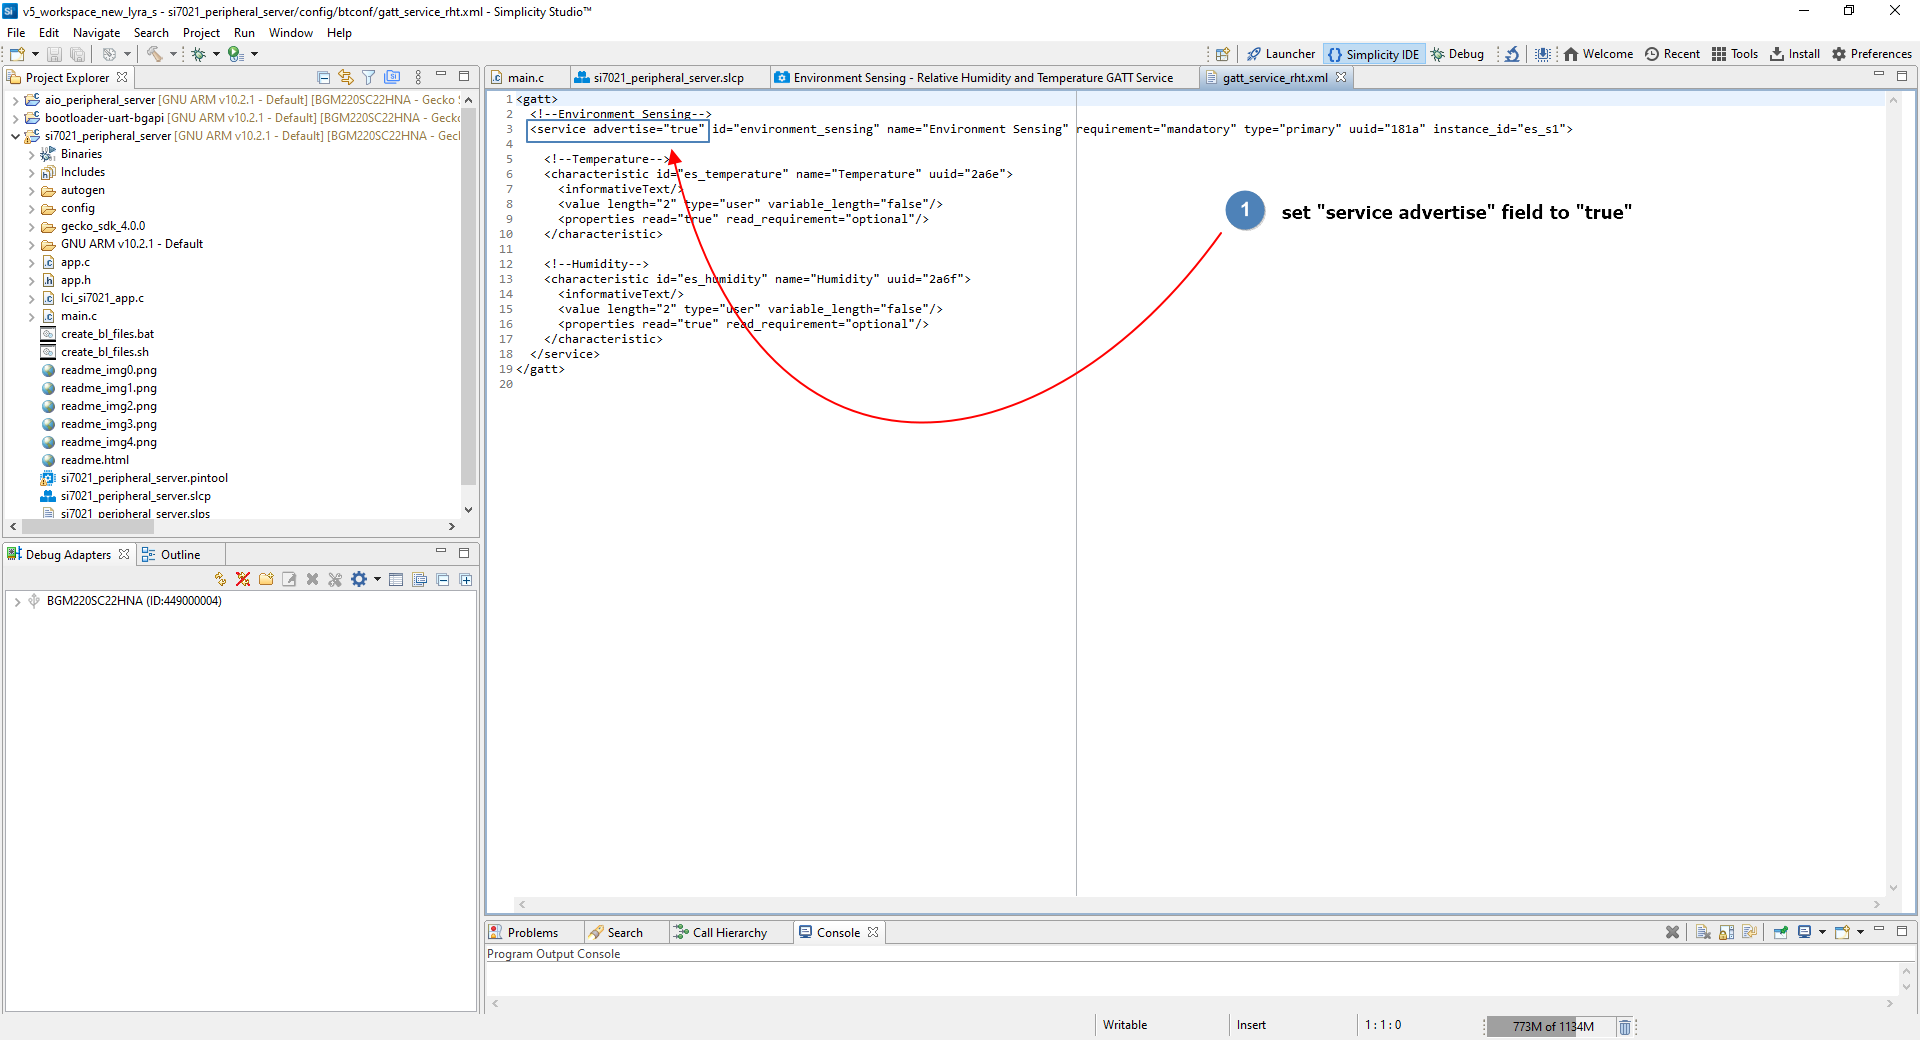 v5_workspace_new_lyra_s - si7021_peripheral_server/config/btconf/gatt_service_rht.xml - Simplicity Studio™
File Edit Navigate Search Project Run Window Help
Launcher Simplicity IDE Debug Welcome Recent Tools Install Preferences
Project Explorer
aio_peripheral_server [GNU ARM v10.2.1 - Default] [BGM220SC22HNA - Gecko S
bootloader-uart-bgapi [GNU ARM v10.2.1 - Default] [BGM220SC22HNA - Gecko
si7021_peripheral_server [GNU ARM v10.2.1 - Default] [BGM220SC22HNA - Geck
Binaries
Includes
autogen
config
gecko_sdk_4.0.0
GNU ARM v10.2.1 - Default
app.c
app.h
lci_si7021_app.c
main.c
create_bl_files.bat
create_bl_files.sh
readme_img0.png
readme_img1.png
readme_img2.png
readme_img3.png
readme_img4.png
readme.html
si7021_peripheral_server.pintool
si7021_peripheral_server.slcp
si7021_peripheral_server.slps
Debug Adapters Outline
BGM220SC22HNA (ID:449000004)
main.c si7021_peripheral_server.slcp Environment Sensing - Relative Humidity and Temperature GATT Service gatt_service_rht.xml
1 <gatt>
2 <!--Environment Sensing-->
3 <service advertise="true" id="environment_sensing" name="Environment Sensing" requirement="mandatory" type="primary" uuid="181a" instance_id="es_s1">
4
5 <!--Temperature-->
6 <characteristic id="es_temperature" name="Temperature" uuid="2a6e">
7 <informativeText/>
8 <value length="2" type="user" variable_length="false"/>
9 <properties read="true" read_requirement="optional"/>
10 </characteristic>
11
12 <!--Humidity-->
13 <characteristic id="es_humidity" name="Humidity" uuid="2a6f">
14 <informativeText/>
15 <value length="2" type="user" variable_length="false"/>
16 <properties read="true" read_requirement="optional"/>
17 </characteristic>
18 </service>
19 </gatt>
20
1 set "service advertise" field to "true"
Problems Search Call Hierarchy Console
Program Output Console
Writable Insert 1 : 1 : 0 773M of 1134M